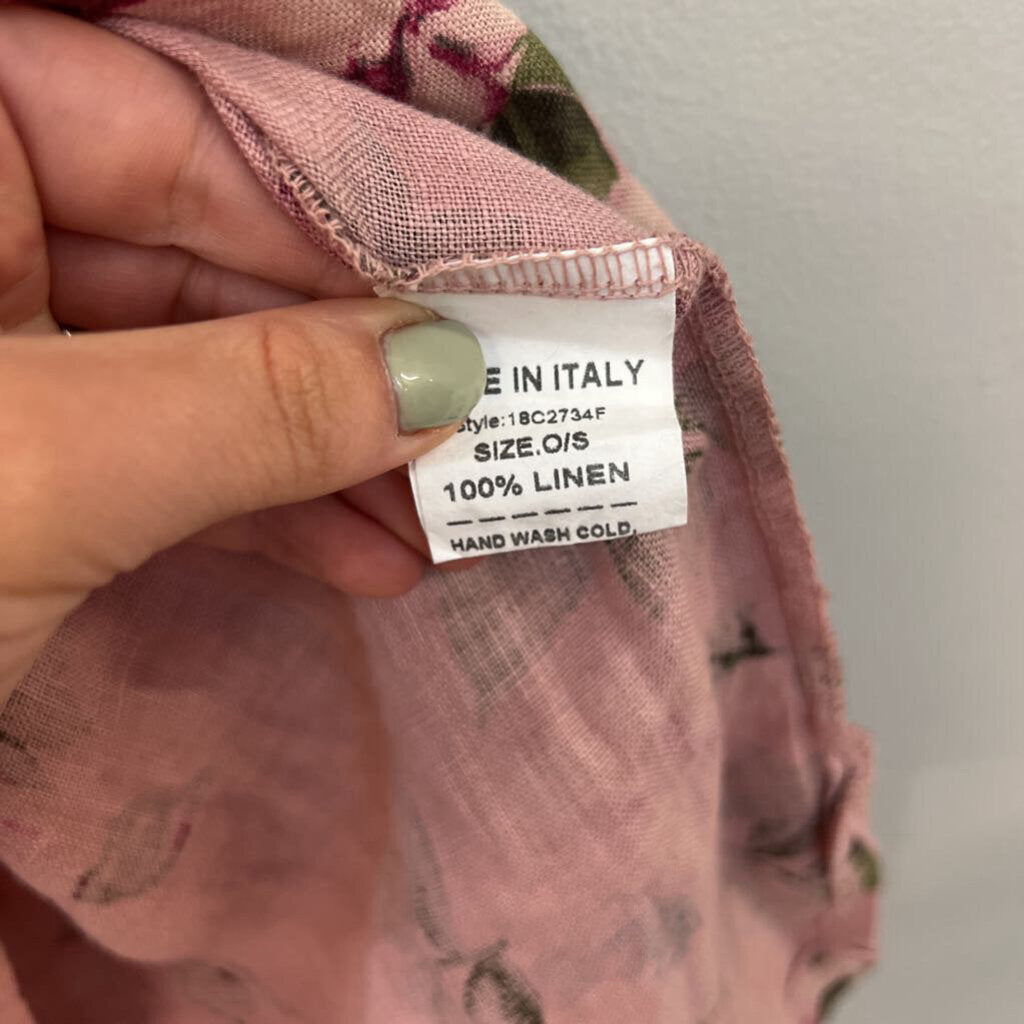 E IN ITALY
style:18C2734F
SIZE.O/S
100% LINEN
— — — — — —
HAND WASH COLD,